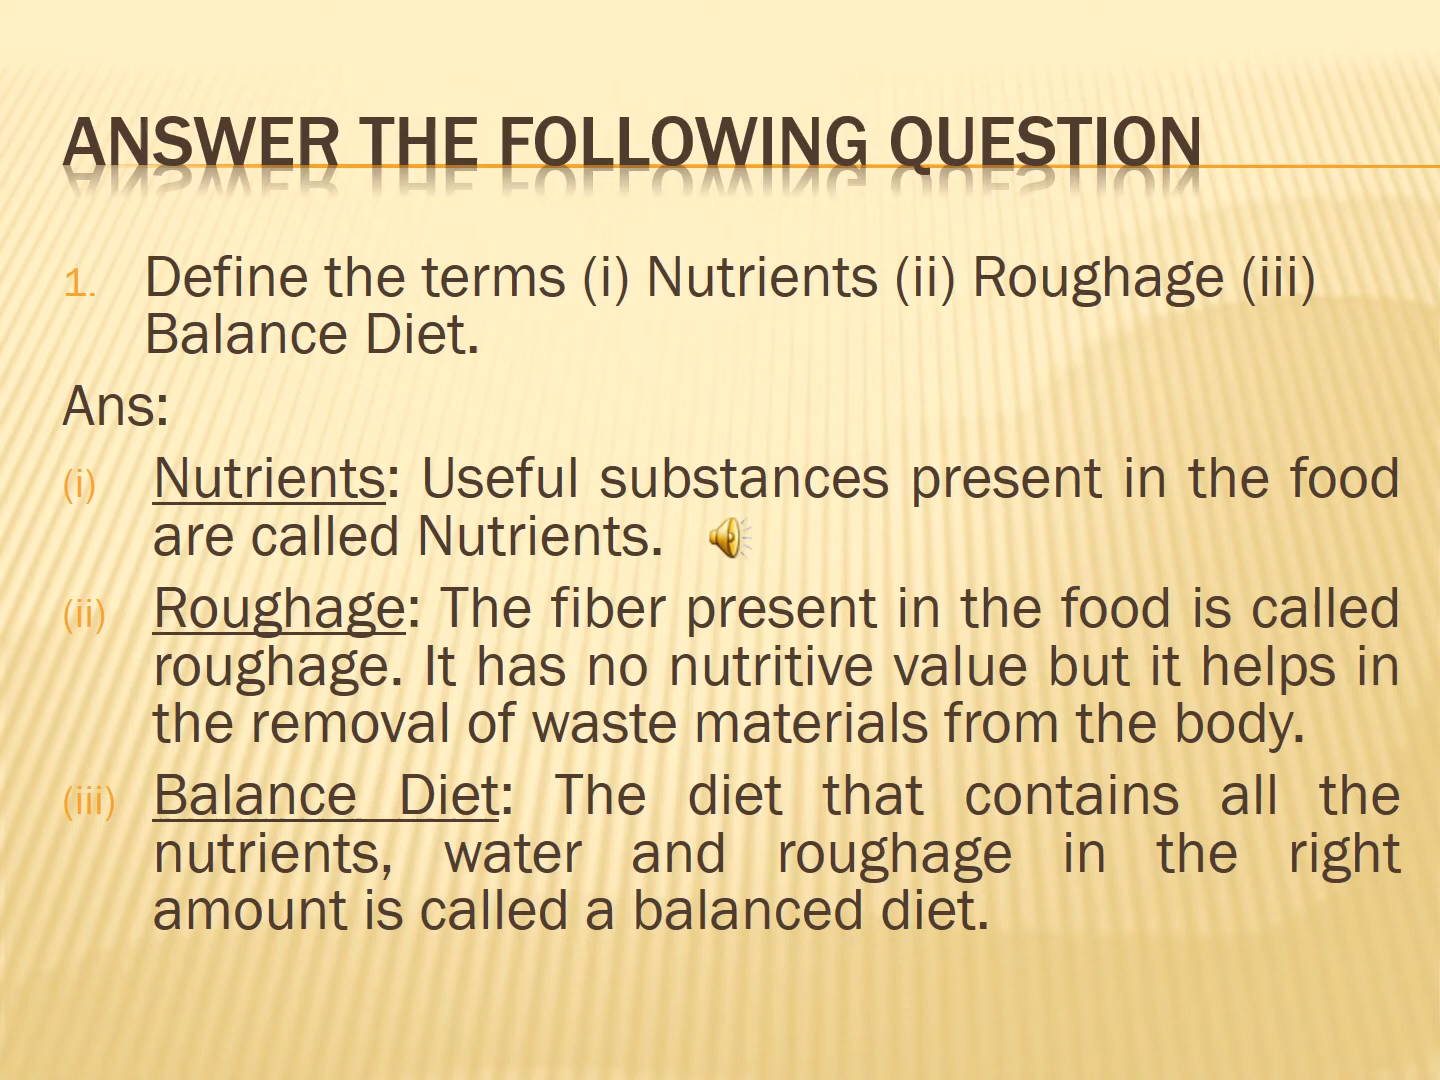 ANSWER THE FOLLOWING QUESTION
1. Define the terms (i) Nutrients (ii) Roughage (iii)
Balance Diet.
Ans:
(i) Nutrients: Useful substances present in the food
are called Nutrients.
(ii) Roughage: The fiber present in the food is called
roughage. It has no nutritive value but it helps in
the removal of waste materials from the body.
(iii) Balance Diet: The diet that contains all the
nutrients, water and roughage in the right
amount is called a balanced diet.